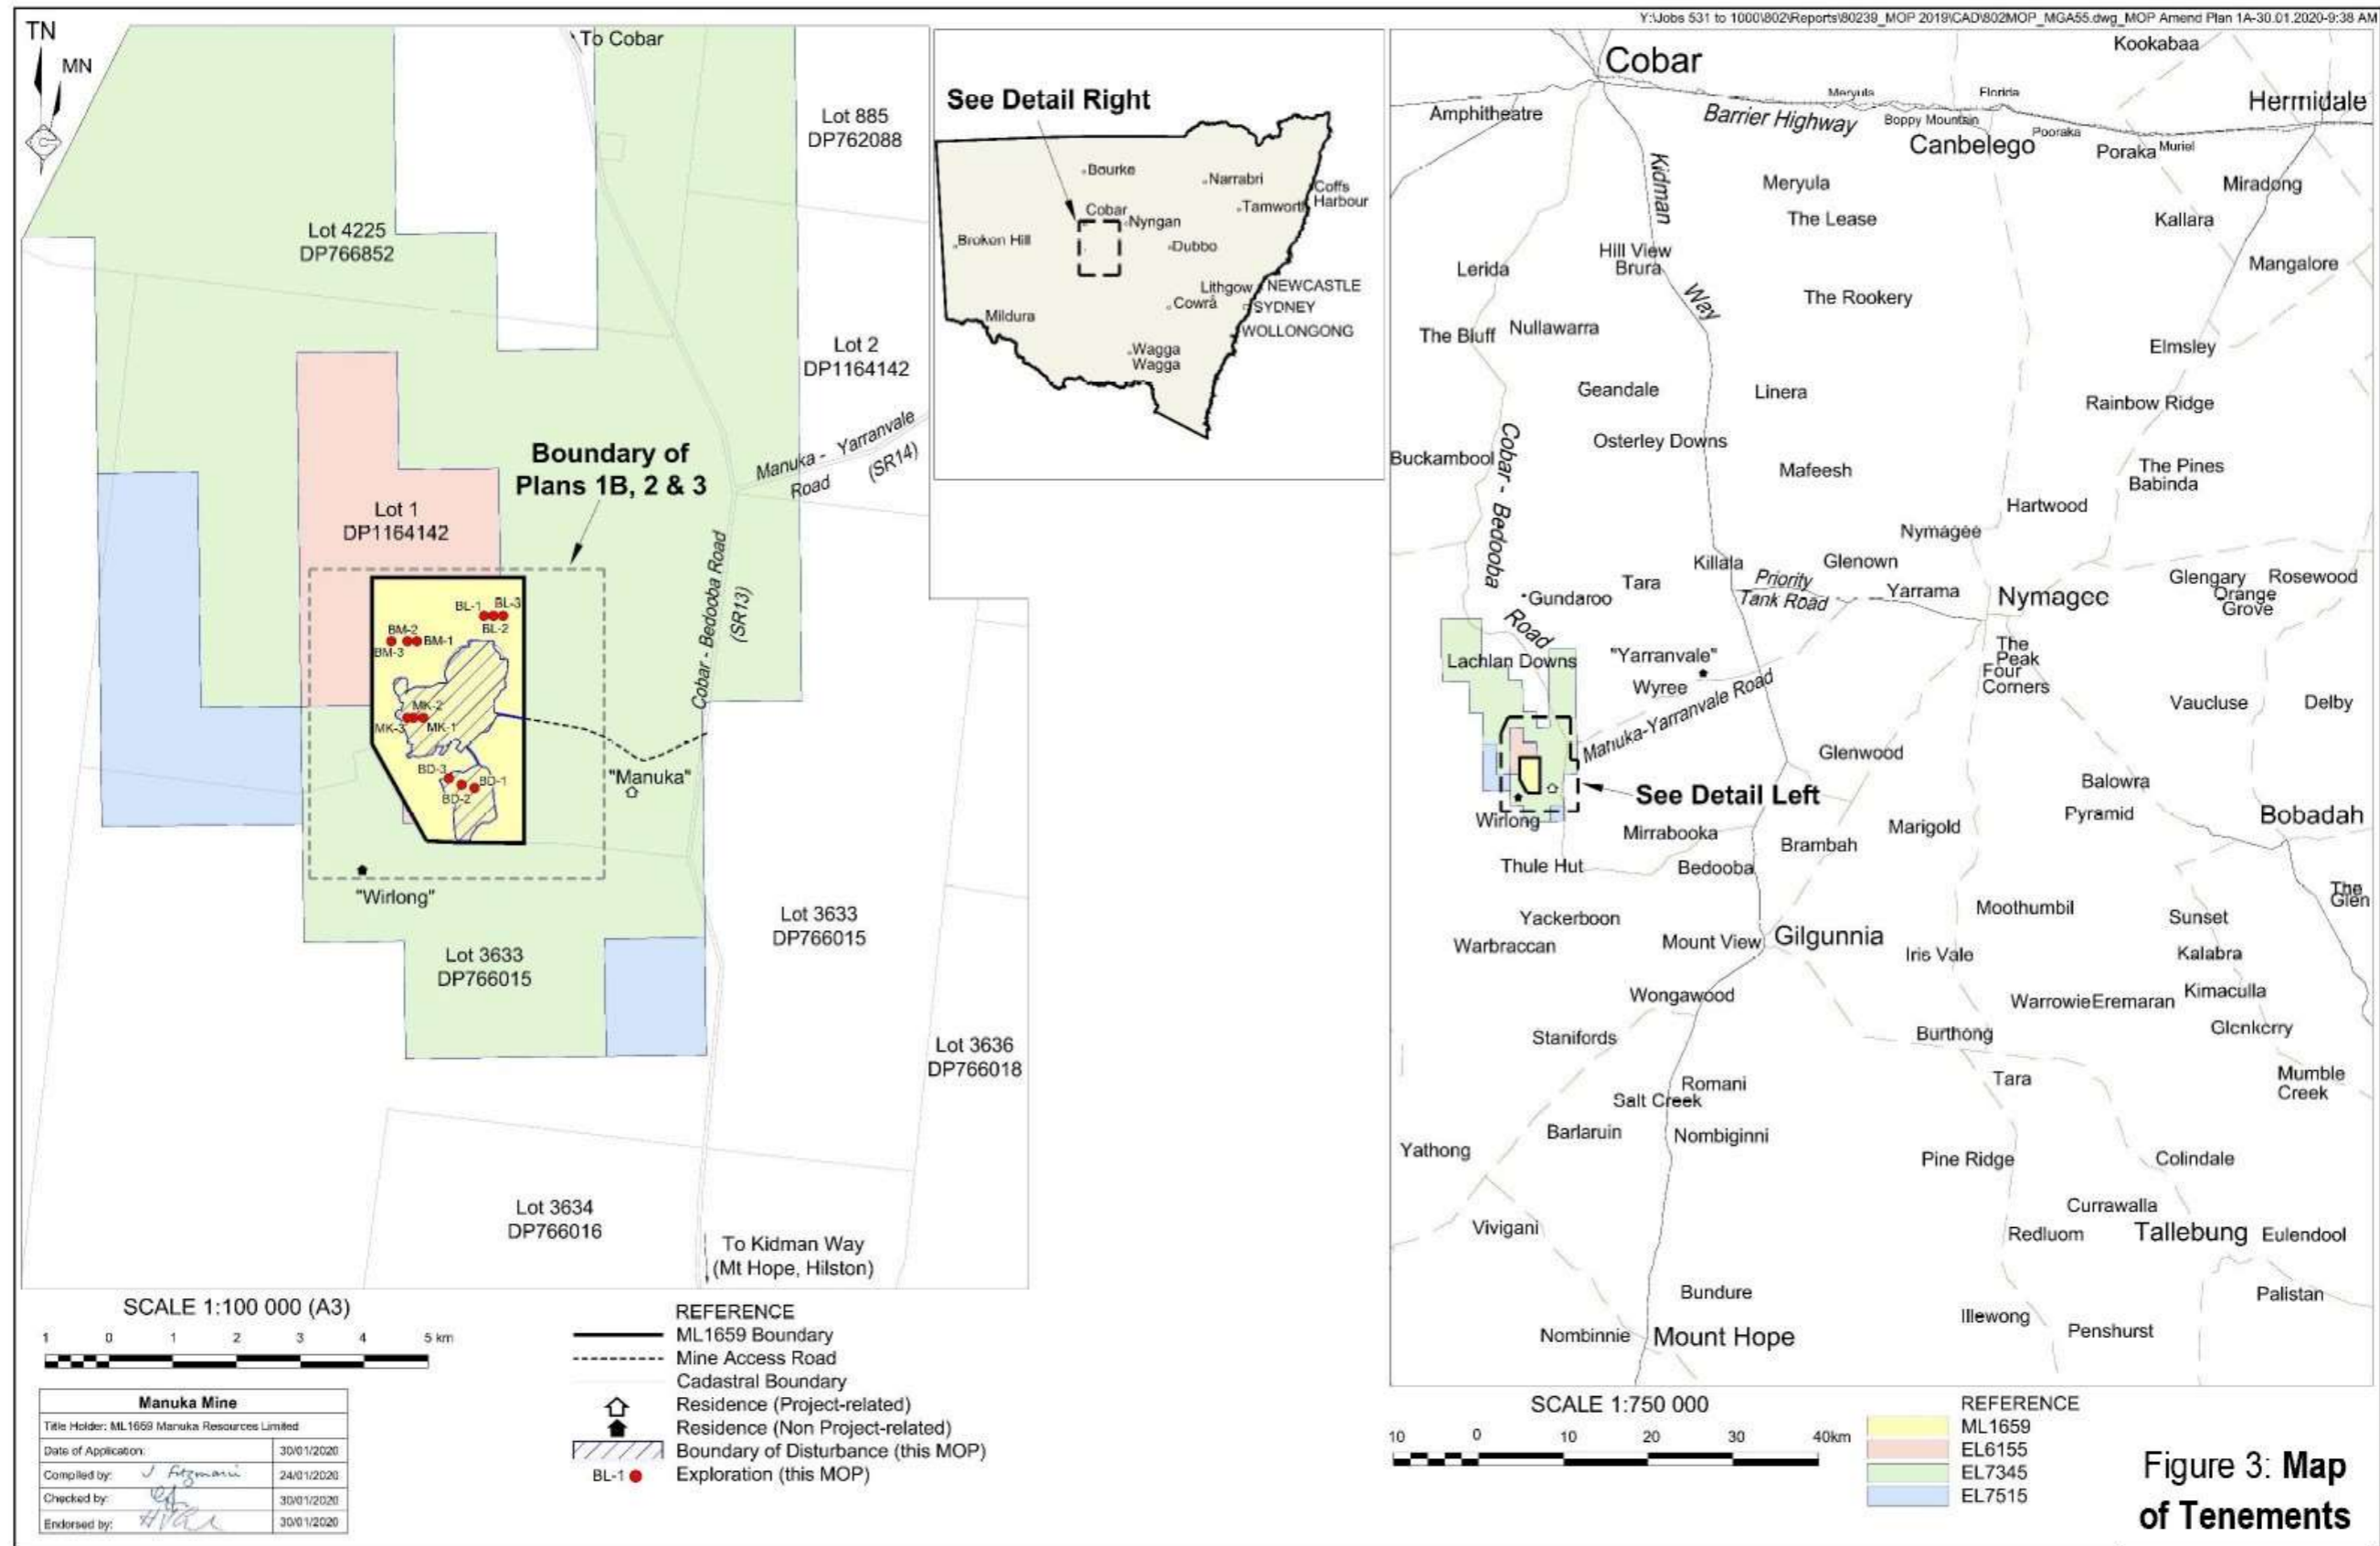 Y:\Jobs 531 to 1000\802\Reports\80239_MOP 2019\CAD\802MOP_MGA55.dwg_MOP Amend Plan 1A-30.01.2020-9:38 AM
TN
MN
To Cobar
Lot 885
DP762088
Lot 4225
DP766852
Lot 2
DP1164142
Manuka - Yarranvale
Road
(SR14)
Boundary of
Plans 1B, 2 & 3
Lot 1
DP1164142
Cobar - Bedooba Road
(SR13)
BL-1
BL-3
BL-2
BM-2
BM-1
BM-3
MK-2
MK-3
MK-1
BD-3
BD-1
BD-2
"Manuka"
"Wirlong"
Lot 3633
DP766015
Lot 3633
DP766015
Lot 3636
DP766018
Lot 3634
DP766016
To Kidman Way
(Mt Hope, Hilston)
See Detail Right
Bourke
Narrabri
Coffs
Harbour
Cobar
Tamworth
Nyngan
Broken Hill
Dubbo
Lithgow
NEWCASTLE
Cowra
SYDNEY
Mildura
WOLLONGONG
Wagga
Wagga
Kookabaa
Cobar
Meryula
Florida
Hermidale
Amphitheatre
Barrier Highway
Boppy Mountain
Pooraka
Canbelego
Poraka
Muriel
Kidman
Way
Meryula
Miradong
The Lease
Kallara
Hill View
Brura
Lerida
Mangalore
The Rookery
The Bluff
Nullawarra
Elmsley
Geandale
Linera
Rainbow Ridge
Cobar - Bedooba
Road
Osterley Downs
Buckambool
Mafeesh
The Pines
Babinda
Hartwood
Nymagee
Killala
Glenown
Priority
Tank Road
Tara
Gundaroo
Yarrama
Nymagee
Glengary
Rosewood
Orange
Grove
Lachlan Downs
"Yarranvale"
The
Peak
Four
Corners
Wyree
Manuka-Yarranvale Road
Vaucluse
Delby
Glenwood
Balowra
See Detail Left
Wirlong
Mirrabooka
Marigold
Pyramid
Bobadah
Brambah
Thule Hut
Bedooba
The
Glen
Yackerboon
Moothumbil
Sunset
Warbraccan
Mount View
Gilgunnia
Iris Vale
Kalabra
Wongawood
Warrowie
Eremaran
Kimaculla
Stanifords
Burthong
Glenkerry
Romani
Tara
Mumble
Creek
Salt Creek
Barlaruin
Nombiginni
Yathong
Pine Ridge
Colindale
Currawalla
Vivigani
Redluom
Tallebung
Eulendool
Bundure
Palistan
Illewong
Nombinnie
Mount Hope
Penshurst
SCALE 1:100 000 (A3)
1 0 1 2 3 4 5 km
Manuka Mine
Title Holder: ML1659 Manuka Resources Limited
Date of Application: 30/01/2020
Compiled by: 24/01/2020
Checked by: 30/01/2020
Endorsed by: 30/01/2020
REFERENCE
ML1659 Boundary
Mine Access Road
Cadastral Boundary
Residence (Project-related)
Residence (Non Project-related)
Boundary of Disturbance (this MOP)
BL-1 Exploration (this MOP)
SCALE 1:750 000
10 0 10 20 30 40km
REFERENCE
ML1659
EL6155
EL7345
EL7515
Figure 3: Map
of Tenements